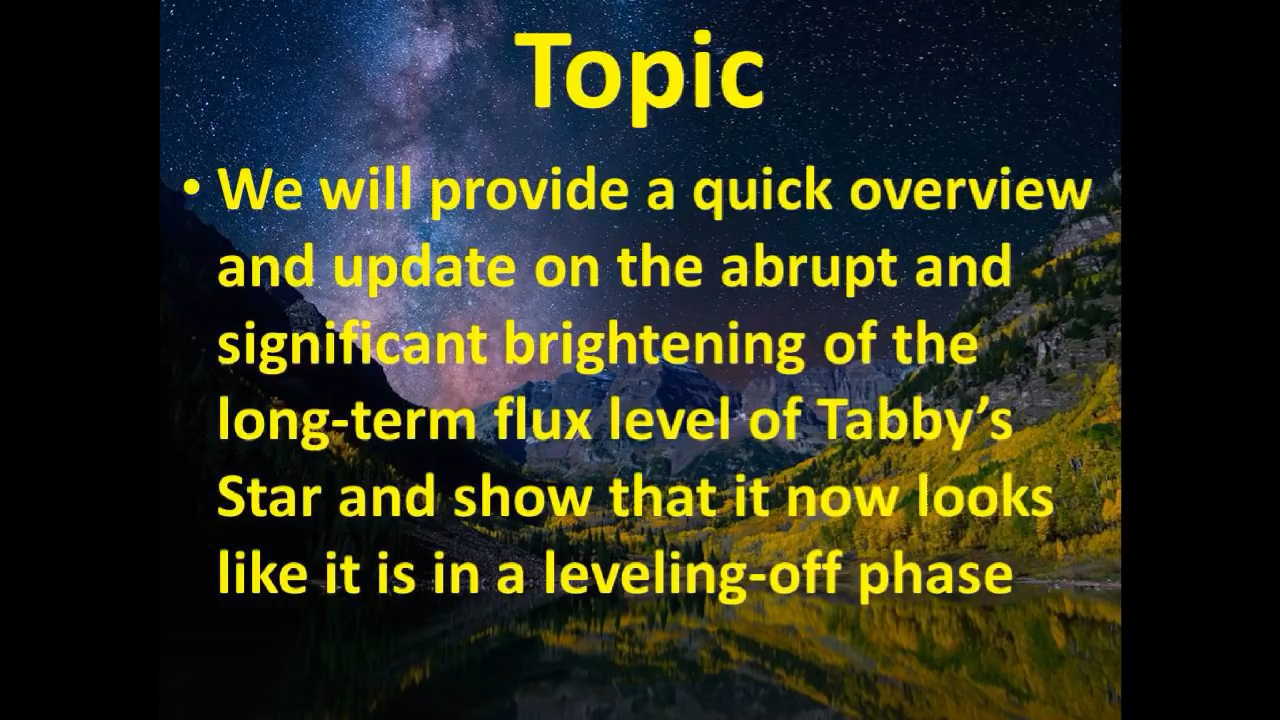 Topic
• We will provide a quick overview
and update on the abrupt and
significant brightening of the
long-term flux level of Tabby’s
Star and show that it now looks
like it is in a leveling-off phase